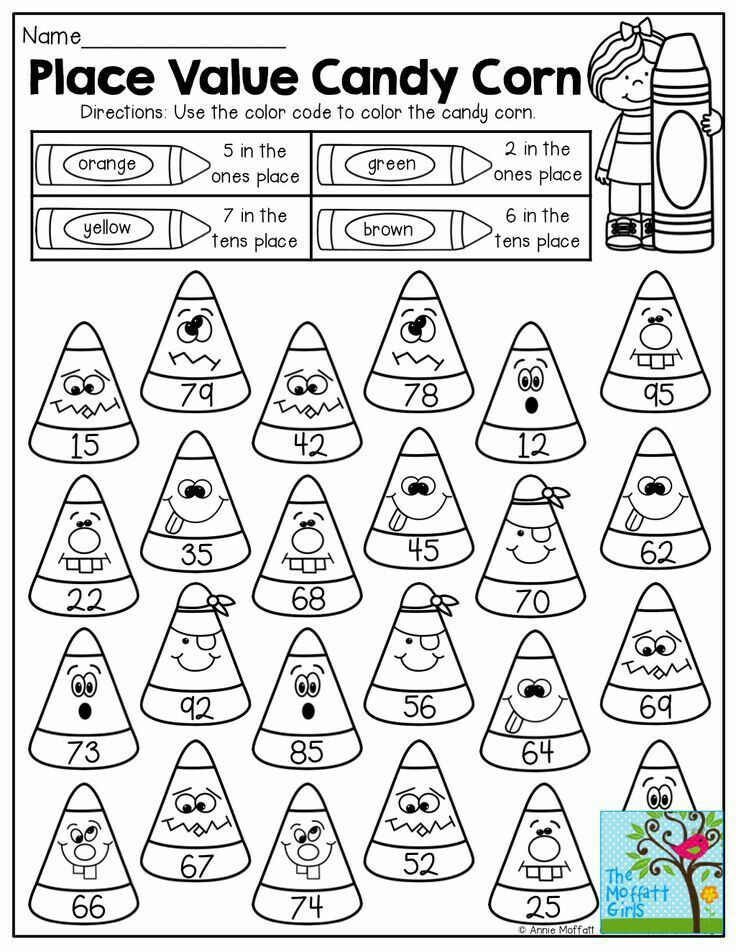 Name
Place Value Candy Corn
Directions: Use the color code to color the candy corn.
orange
5 in the
ones place
green
2 in the
ones place
yellow
7 in the
tens place
brown
6 in the
tens place
79 78 95
15 42 12
35 45 62
22 68 70
92 56 69
73 85 64
67 52
66 74 25
The
Moffatt
Girls
© Annie Moffatt